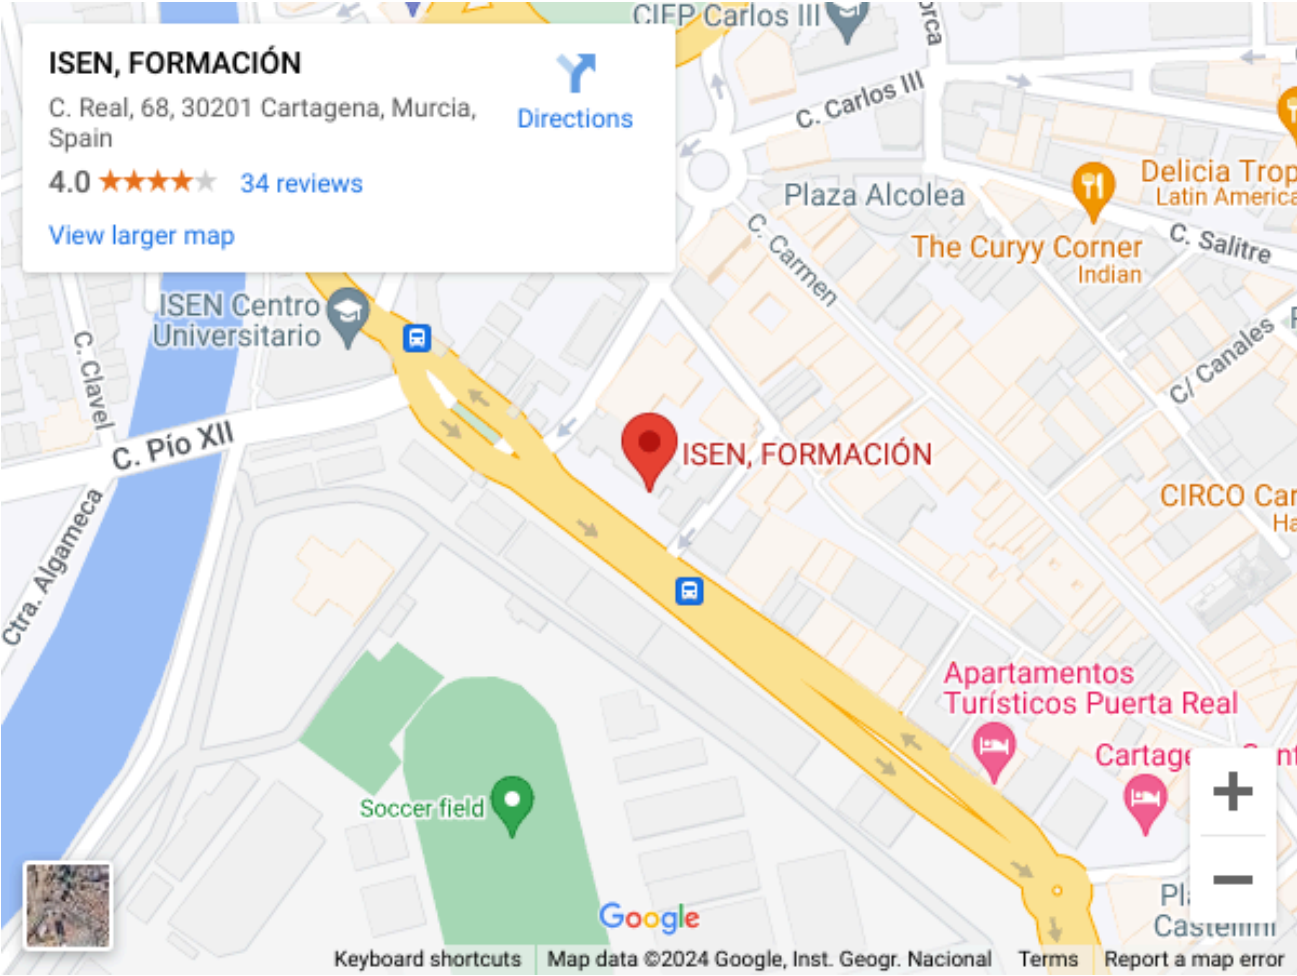 CIFP Carlos III
ISEN, FORMACIÓN
C. Real, 68, 30201 Cartagena, Murcia,
Spain
Directions
4.0
34 reviews
View larger map
C. Carlos III
Plaza Alcolea
Delicia Trop
Latin America
The Curyy Corner
Indian
C. Salitre
C. Carmen
C/ Canales
ISEN Centro
Universitario
C. Clavel
C. Pío XII
Ctra. Algameca
ISEN, FORMACIÓN
CIRCO Car
Ha
Apartamentos
Turísticos Puerta Real
Soccer field
Castellini
Google
Keyboard shortcuts
Map data ©2024 Google, Inst. Geogr. Nacional
Terms
Report a map error